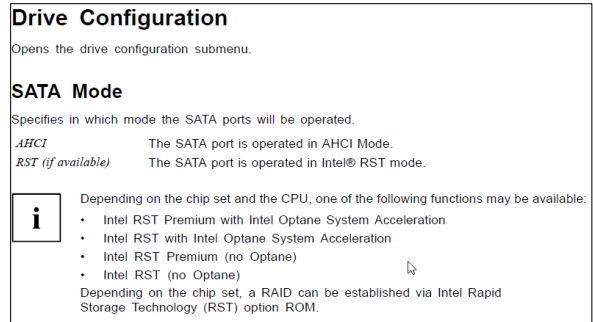 Drive Configuration
Opens the drive configuration submenu.
SATA Mode
Specifies in which mode the SATA ports will be operated.
AHCI The SATA port is operated in AHCI Mode.
RST (if available) The SATA port is operated in Intel® RST mode.
i
Depending on the chip set and the CPU, one of the following functions may be available:
• Intel RST Premium with Intel Optane System Acceleration
• Intel RST with Intel Optane System Acceleration
• Intel RST Premium (no Optane)
• Intel RST (no Optane)
Depending on the chip set, a RAID can be established via Intel Rapid
Storage Technology (RST) option ROM.